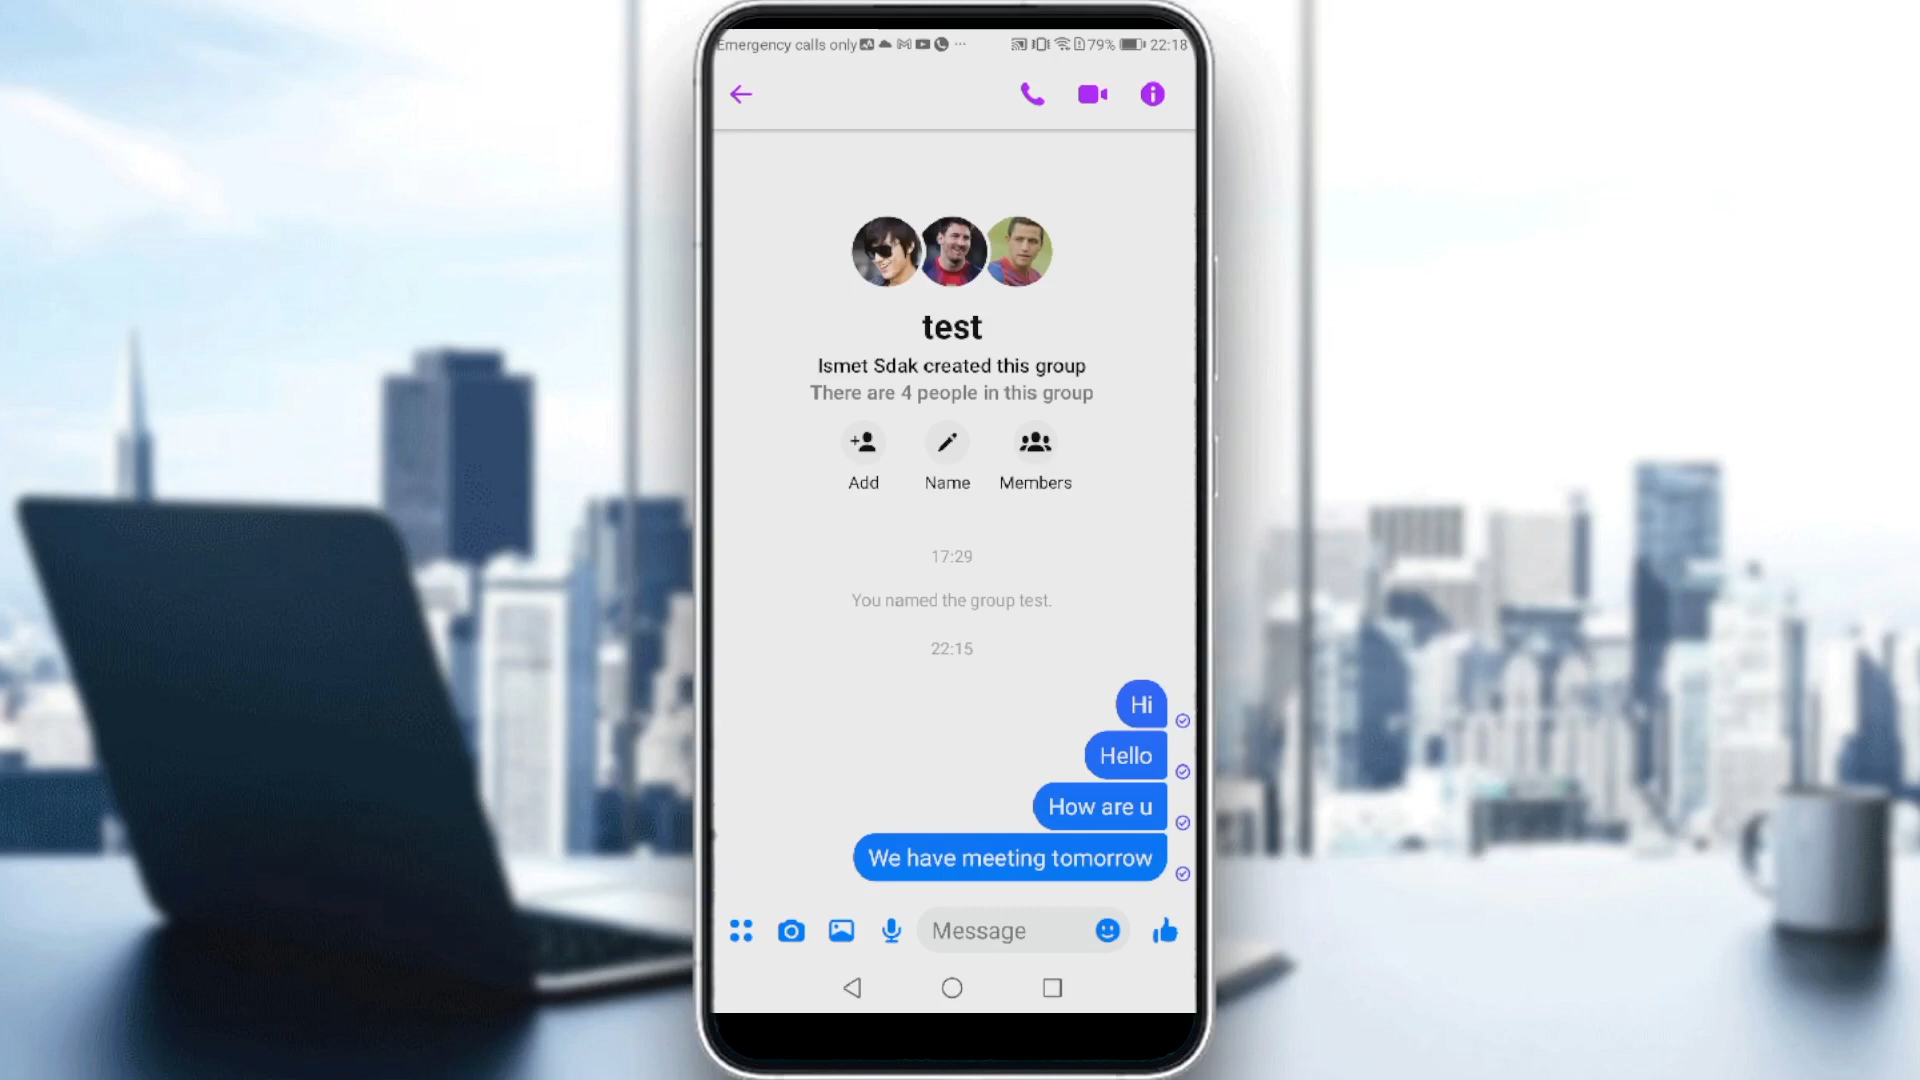 Emergency calls only 79% 22:18
test
Ismet Sdak created this group
There are 4 people in this group
Add Name Members
17:29
You named the group test.
22:15
Hi
Hello
How are u
We have meeting tomorrow
Message